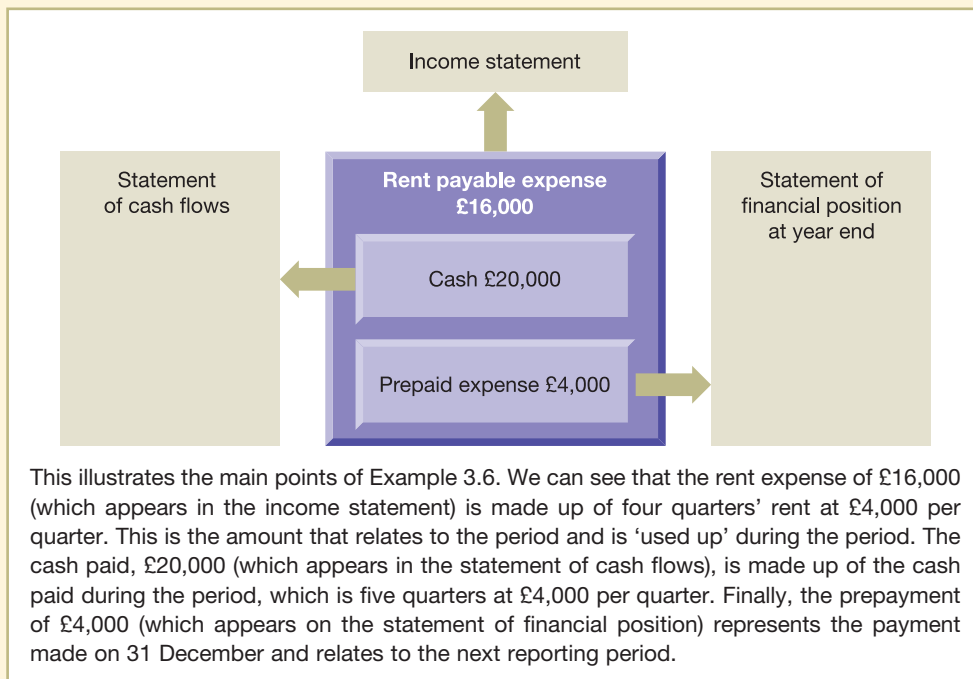 Income statement
Statement
of cash flows
Rent payable expense
£16,000
Cash £20,000
Prepaid expense £4,000
Statement of
financial position
at year end
This illustrates the main points of Example 3.6. We can see that the rent expense of £16,000
(which appears in the income statement) is made up of four quarters’ rent at £4,000 per
quarter. This is the amount that relates to the period and is ‘used up’ during the period. The
cash paid, £20,000 (which appears in the statement of cash flows), is made up of the cash
paid during the period, which is five quarters at £4,000 per quarter. Finally, the prepayment
of £4,000 (which appears on the statement of financial position) represents the payment
made on 31 December and relates to the next reporting period.